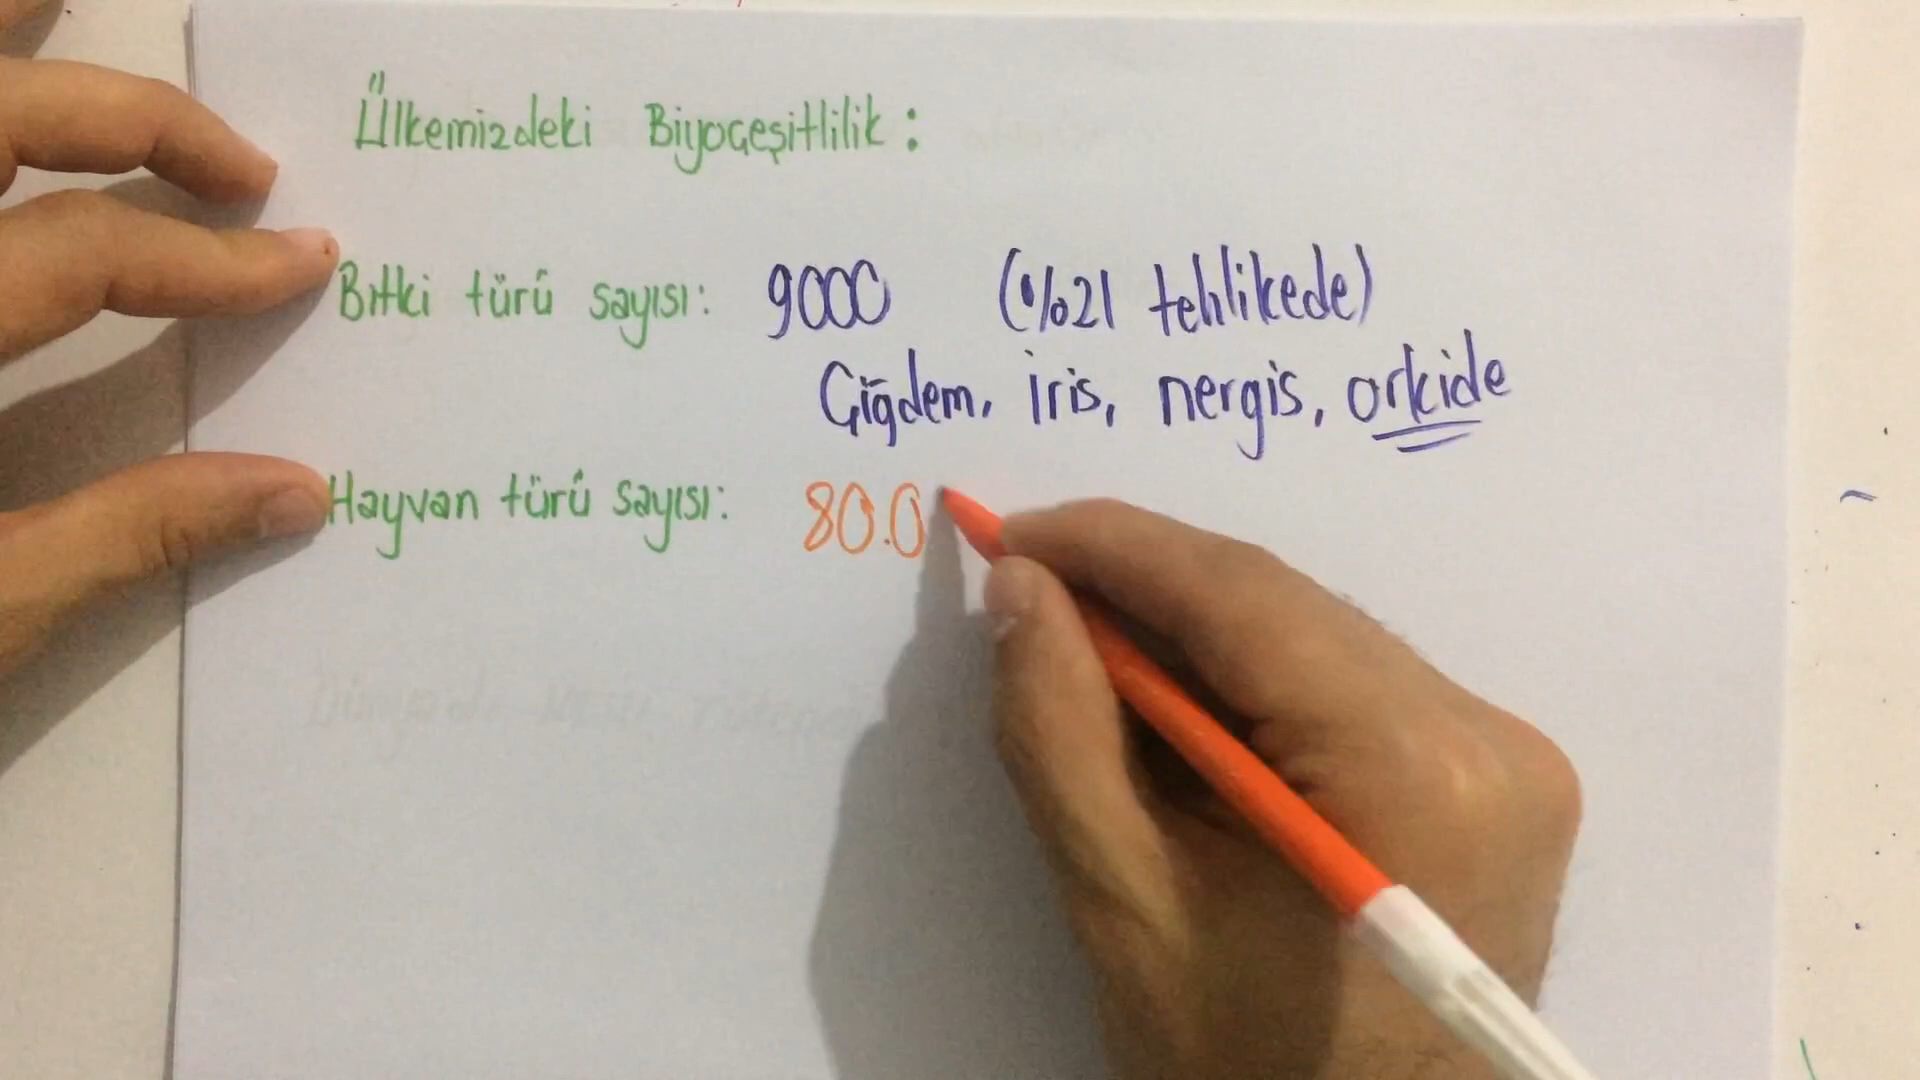 Ülkemizdeki Biyoçeşitlilik:
Bitki türü sayısı: 9000 (%21 tehlikede)
Çiğdem, iris, nergis, orkide
Hayvan türü sayısı: 80.0